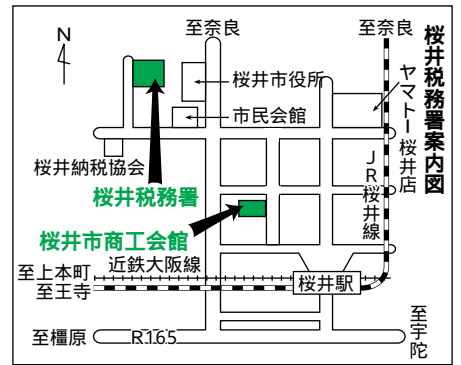 桜井税務署案内図
N
至奈良
至奈良
桜井市役所
市民会館
ヤマトー桜井店
JR桜井線
桜井納税協会
桜井税務署
桜井市商工会館
至上本町
近鉄大阪線
至王寺
桜井駅
至橿原
R165
至宇陀